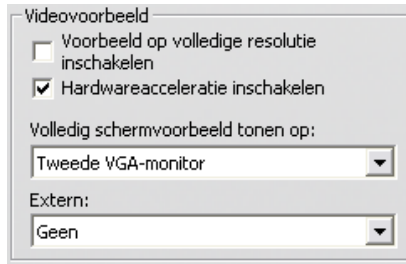 Videovoorbeeld
Voorbeeld op volledige resolutie
inschakelen
Hardwareacceleratie inschakelen
Volledig schermvoorbeeld tonen op:
Tweede VGA-monitor
Extern:
Geen